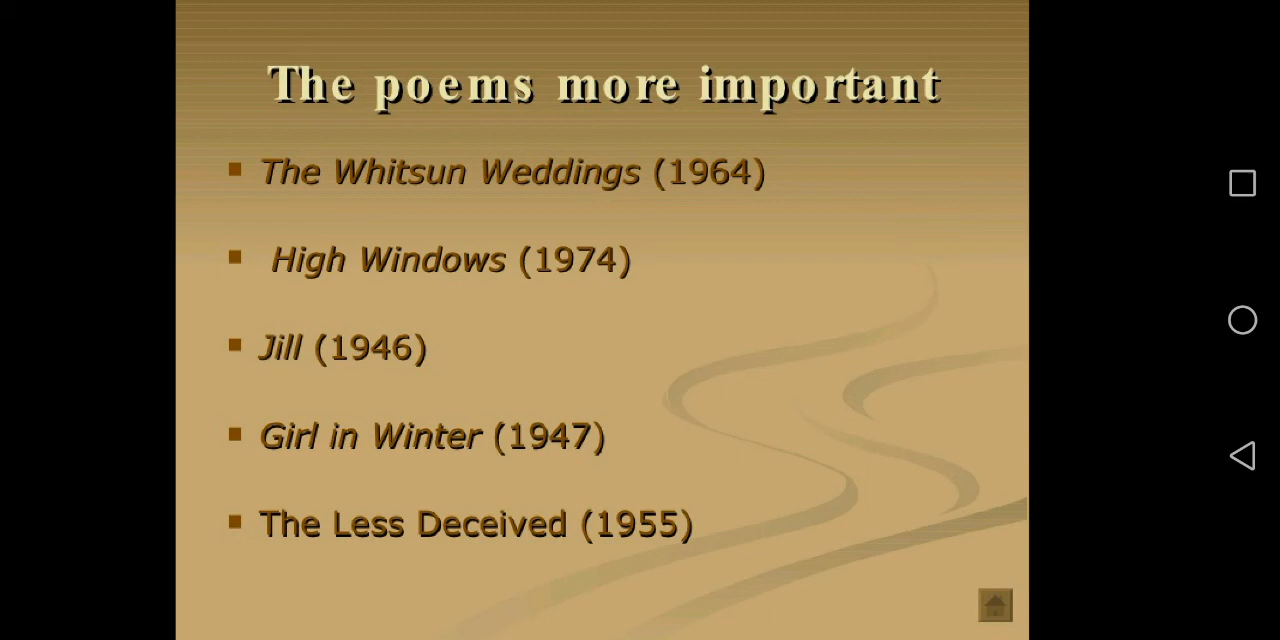 The poems more important
The Whitsun Weddings (1964)
High Windows (1974)
Jill (1946)
Girl in Winter (1947)
The Less Deceived (1955)